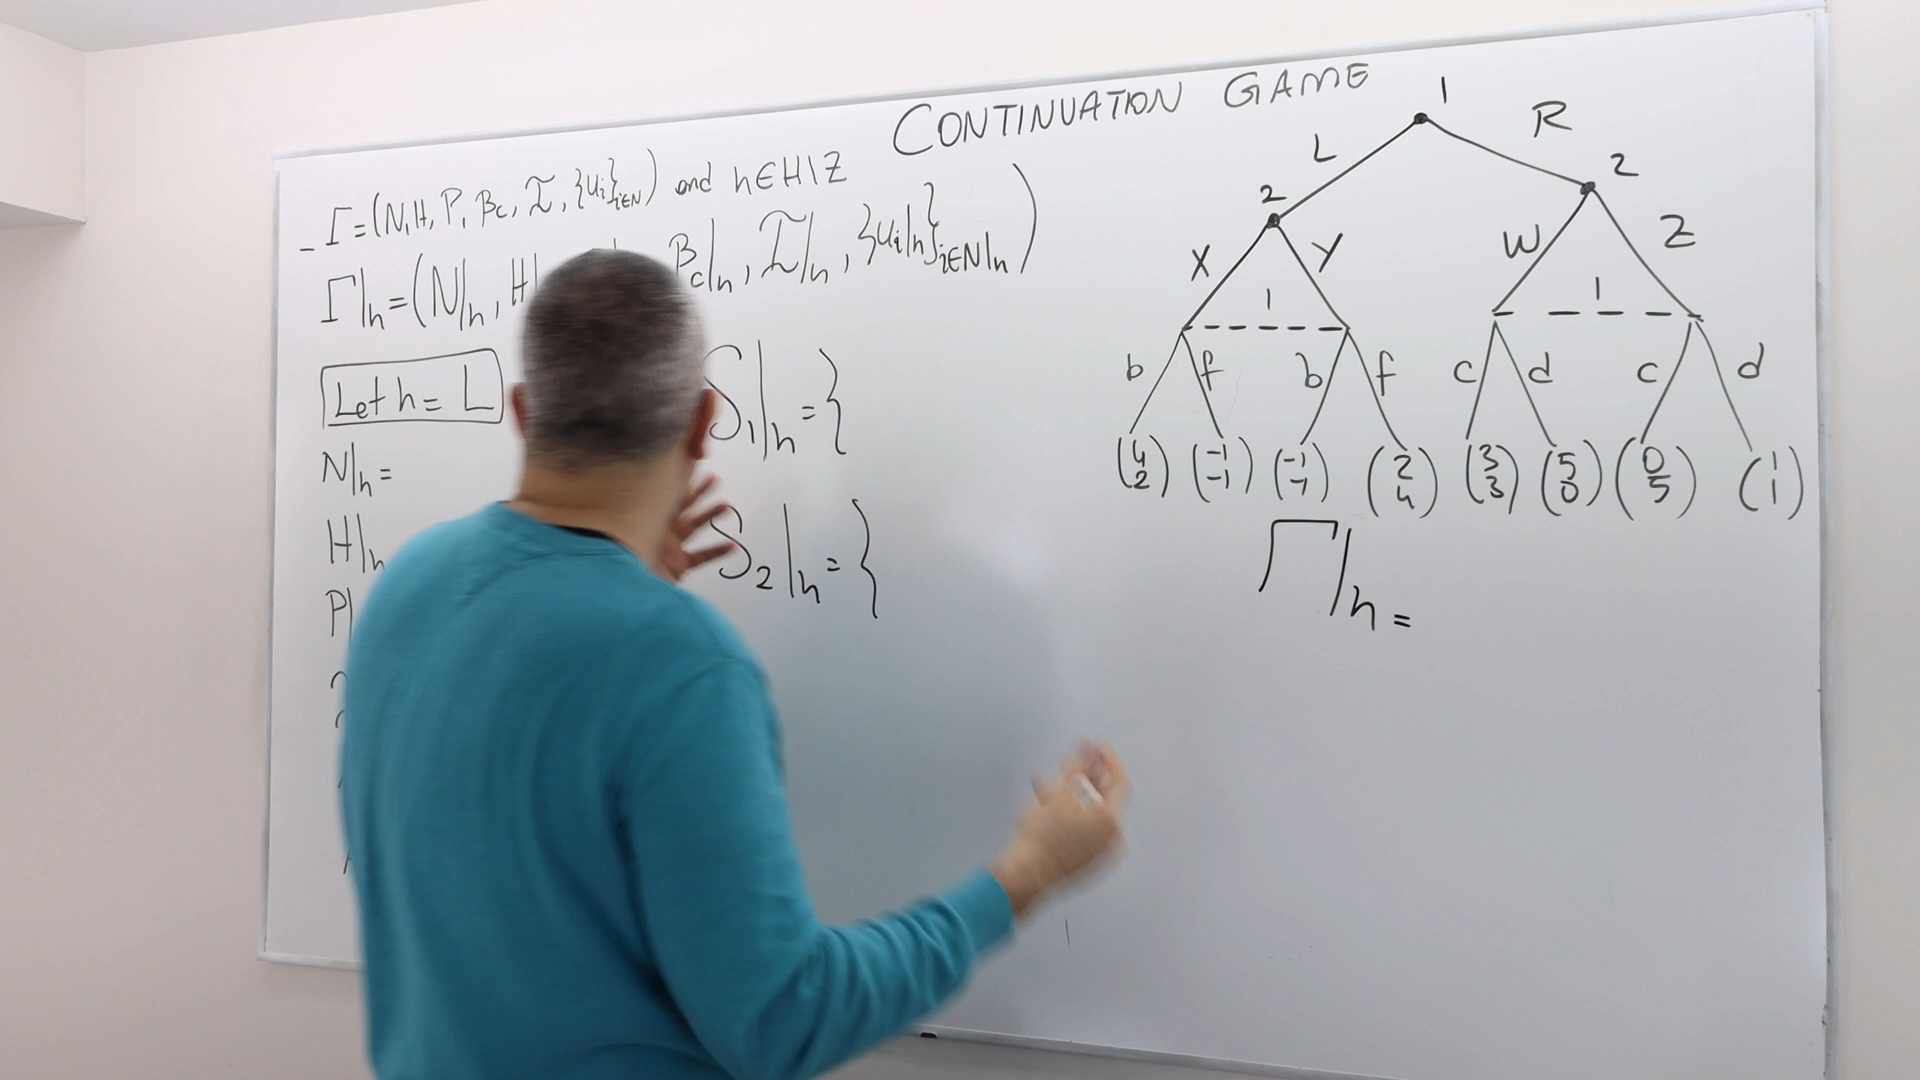 CONTINUATION GAME
- Γ = (N, H, P, βc, I, {ui}i∈N) and h∈H\Z
Γ|h = (N|h, H| βc|h, I|h, {ui|h}i∈N|h)
Let h = L
N|h =
H|h
P|
S1|h = {
S2|h = {
1
L R
2 2
X Y W Z
1 1
b f b f c d c d
(4 2) (-1 -1) (-1 -1) (2 4) (3 3) (5 0) (0 5) (1 1)
Γ|h =